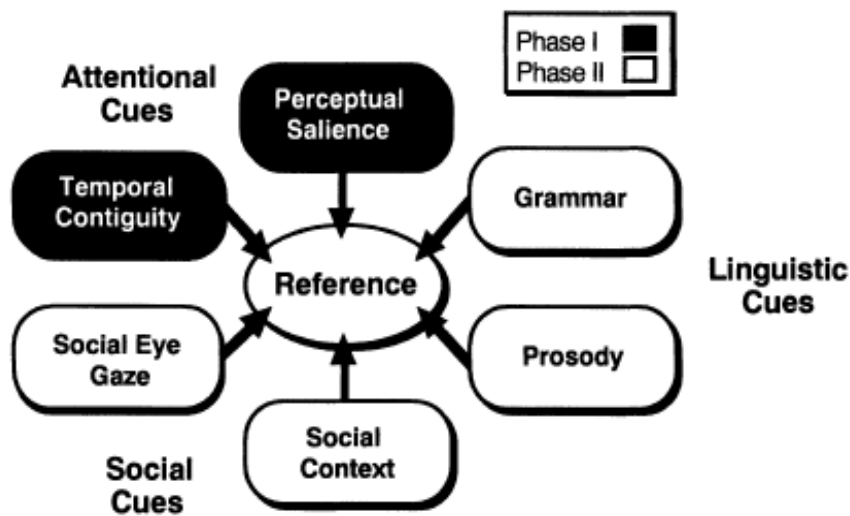 Phase I
Phase II
Attentional
Cues
Perceptual
Salience
Temporal
Contiguity
Grammar
Reference
Linguistic
Cues
Social Eye
Gaze
Prosody
Social
Context
Social
Cues